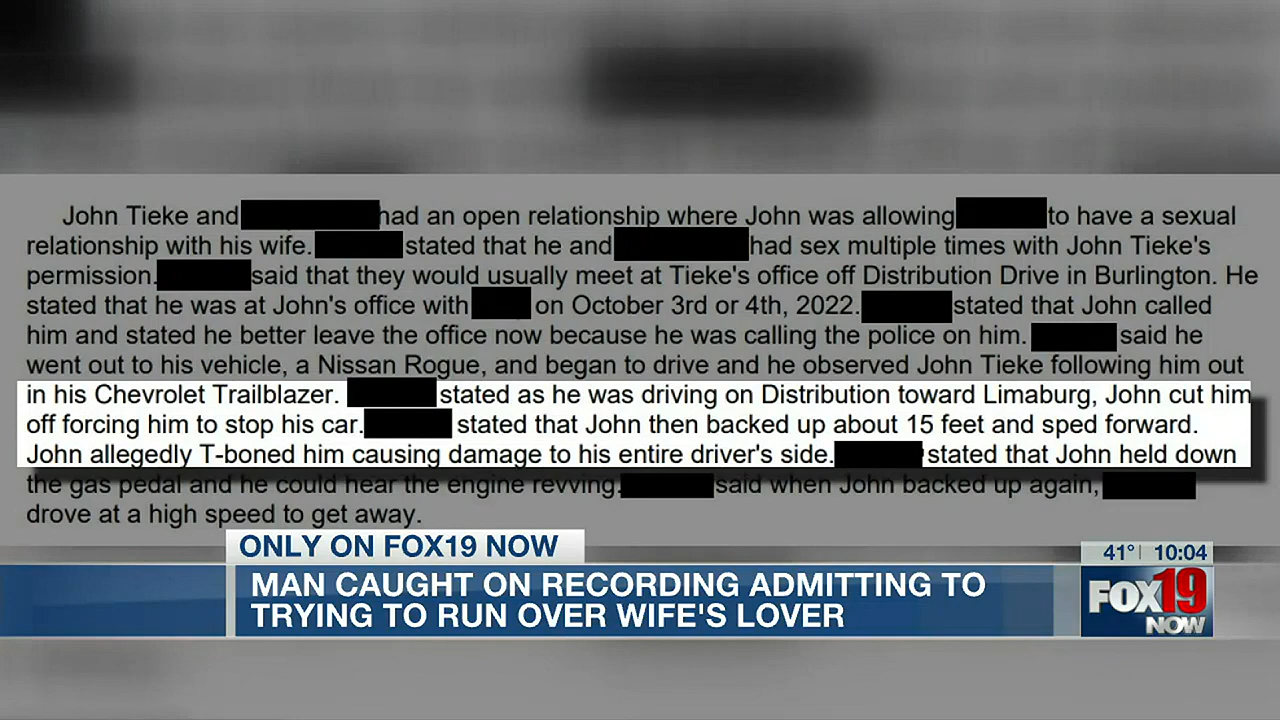 John Tieke and had an open relationship where John was allowing to have a sexual
relationship with his wife. stated that he and had sex multiple times with John Tieke's
permission. said that they would usually meet at Tieke's office off Distribution Drive in Burlington. He
stated that he was at John's office with on October 3rd or 4th, 2022. stated that John called
him and stated he better leave the office now because he was calling the police on him. said he
went out to his vehicle, a Nissan Rogue, and began to drive and he observed John Tieke following him out
in his Chevrolet Trailblazer. stated as he was driving on Distribution toward Limaburg, John cut him
off forcing him to stop his car. stated that John then backed up about 15 feet and sped forward.
John allegedly T-boned him causing damage to his entire driver's side. stated that John held down
the gas pedal and he could hear the engine revving. said when John backed up again,
drove at a high speed to get away.
ONLY ON FOX19 NOW
MAN CAUGHT ON RECORDING ADMITTING TO
TRYING TO RUN OVER WIFE'S LOVER
41° 10:04
FOX19
NOW